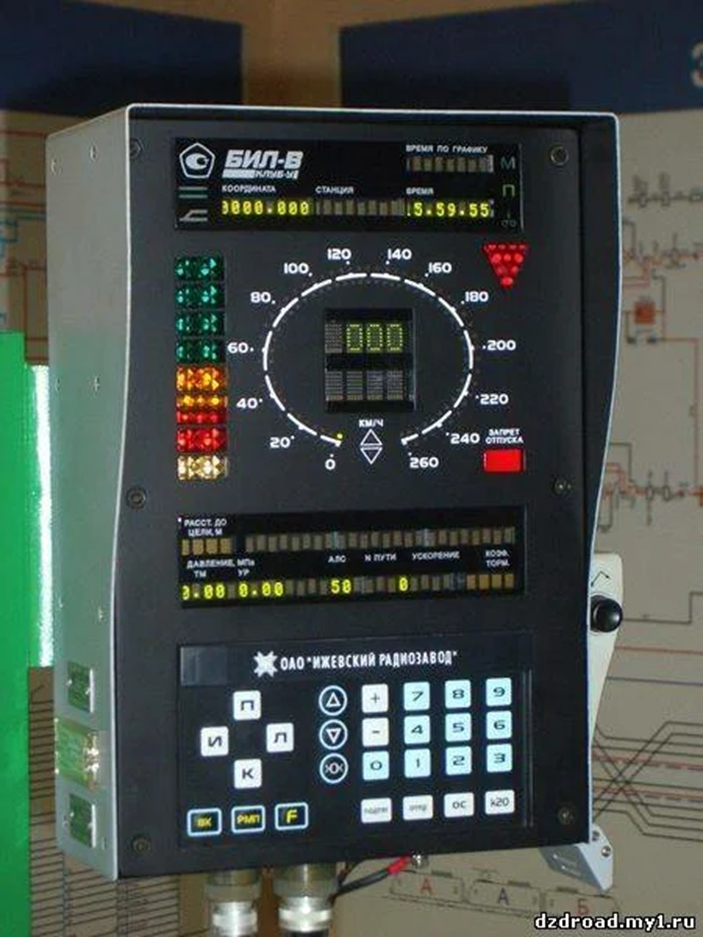 БИЛ-В
КЛУБ-У
ВРЕМЯ ПО ГРАФИКУ
М
П
КООРДИНАТА СТАНЦИЯ ВРЕМЯ
0000.000 5.59.55
120 140
100 160
80 180
000
60 200
40 220
КМ/Ч
20 240
ЗАПРЕТ
ОТПУСКА
0 260
РАССТ. ДО
ЦЕЛИ, М
ДАВЛЕНИЕ, МПа АЛС N ПУТИ УСКОРЕНИЕ КОЭФ.
ТМ УР ТОРМ.
0.00 0.00 50 0
ОАО "ИЖЕВСКИЙ РАДИОЗАВОД"
П + 7 8 9
И Л - 4 5 6
К 0 1 2 3
ВК РМП F ОС К20
А А Б
dzdroad.my1.ru